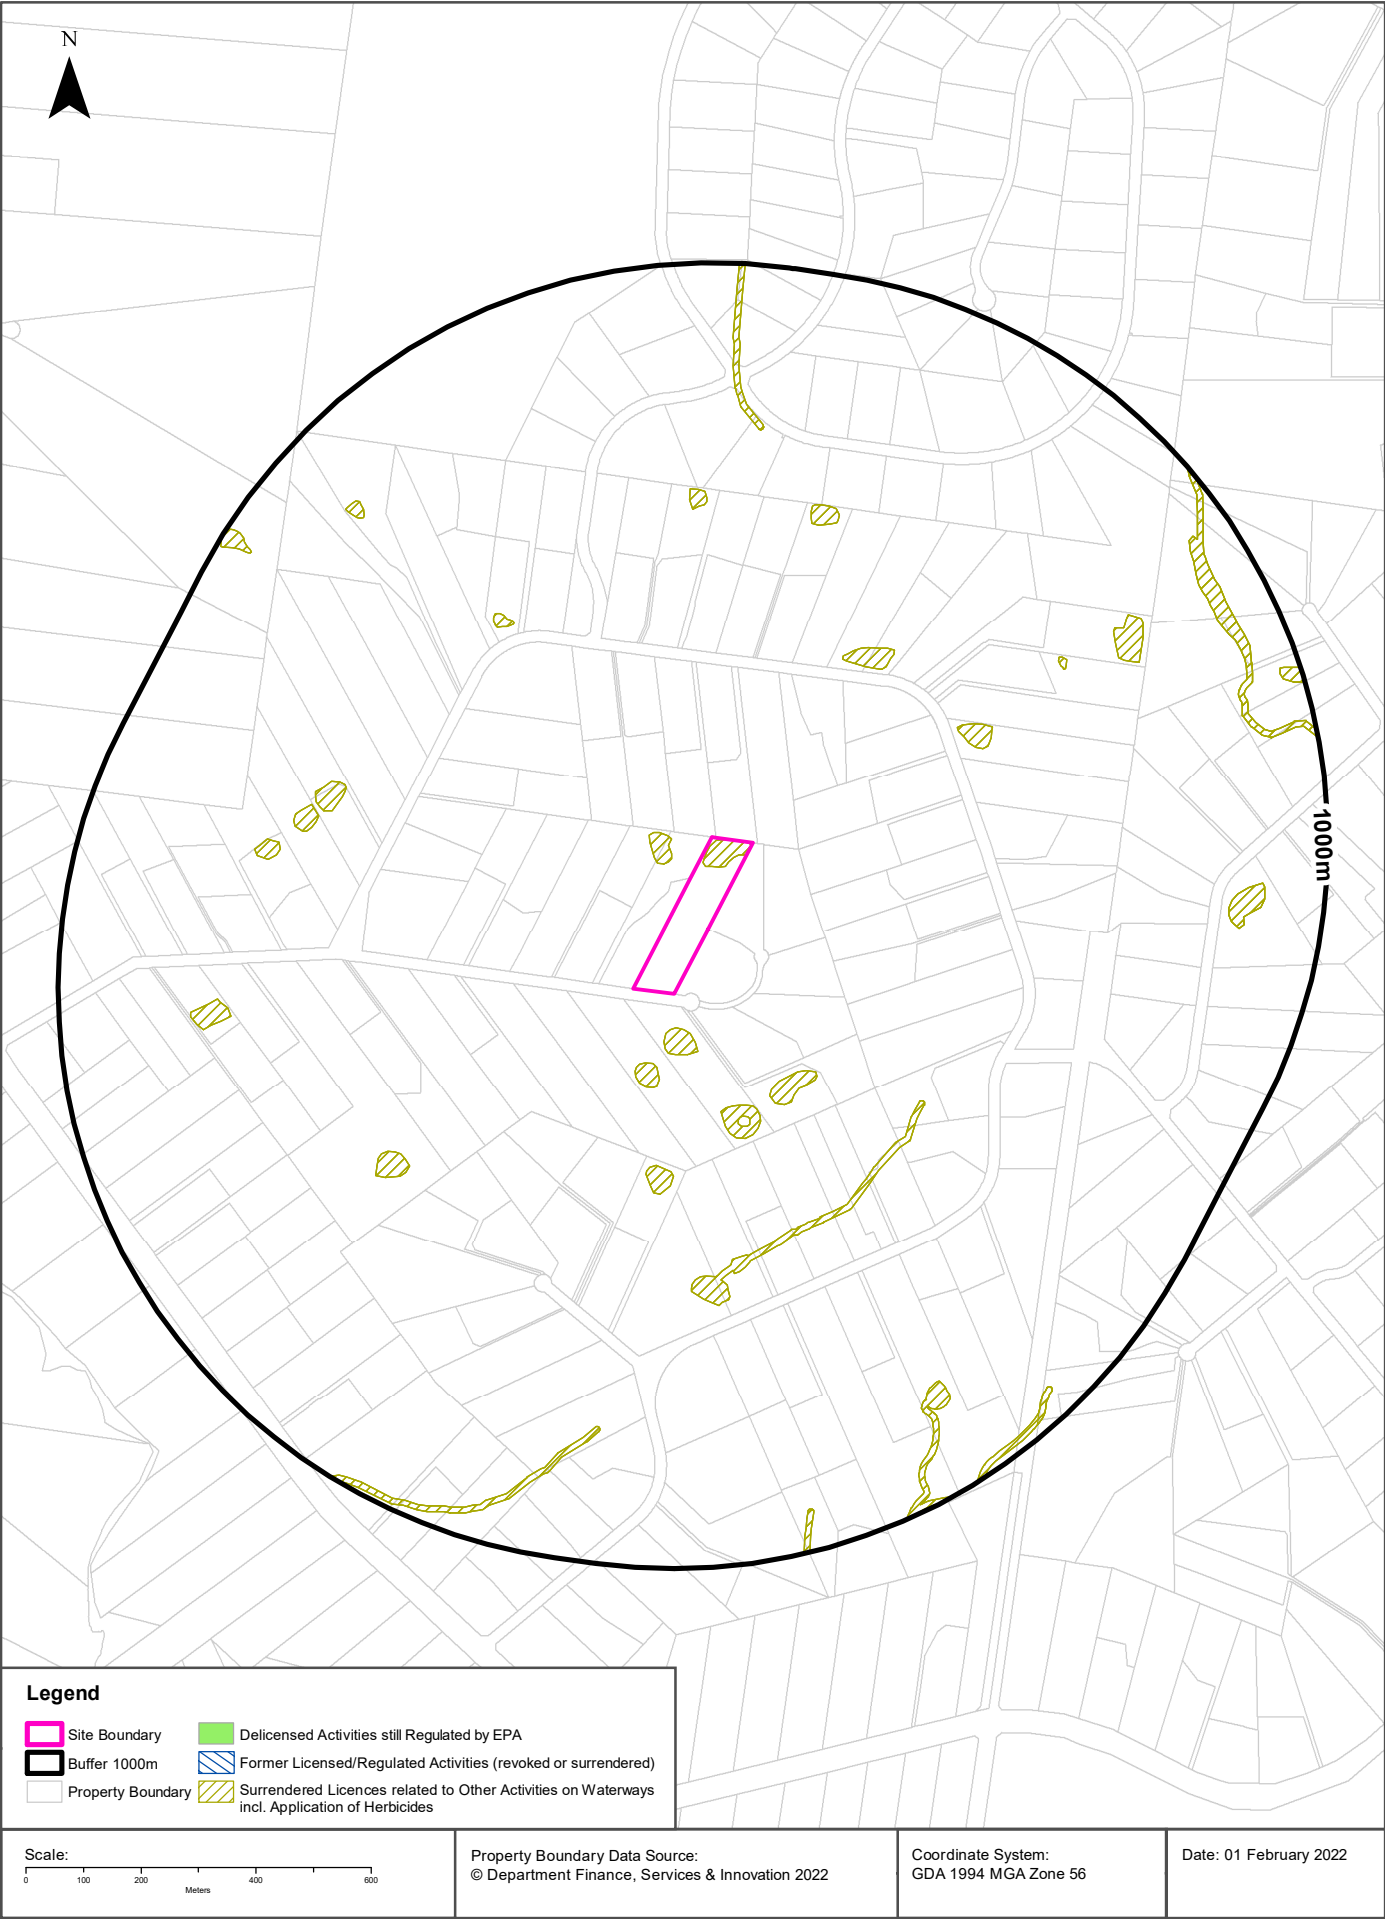 N
1000m
Legend
Site Boundary
Buffer 1000m
Property Boundary
Delicensed Activities still Regulated by EPA
Former Licensed/Regulated Activities (revoked or surrendered)
Surrendered Licences related to Other Activities on Waterways
incl. Application of Herbicides
Scale:
0 100 200 400 600
Meters
Property Boundary Data Source:
© Department Finance, Services & Innovation 2022
Coordinate System:
GDA 1994 MGA Zone 56
Date: 01 February 2022